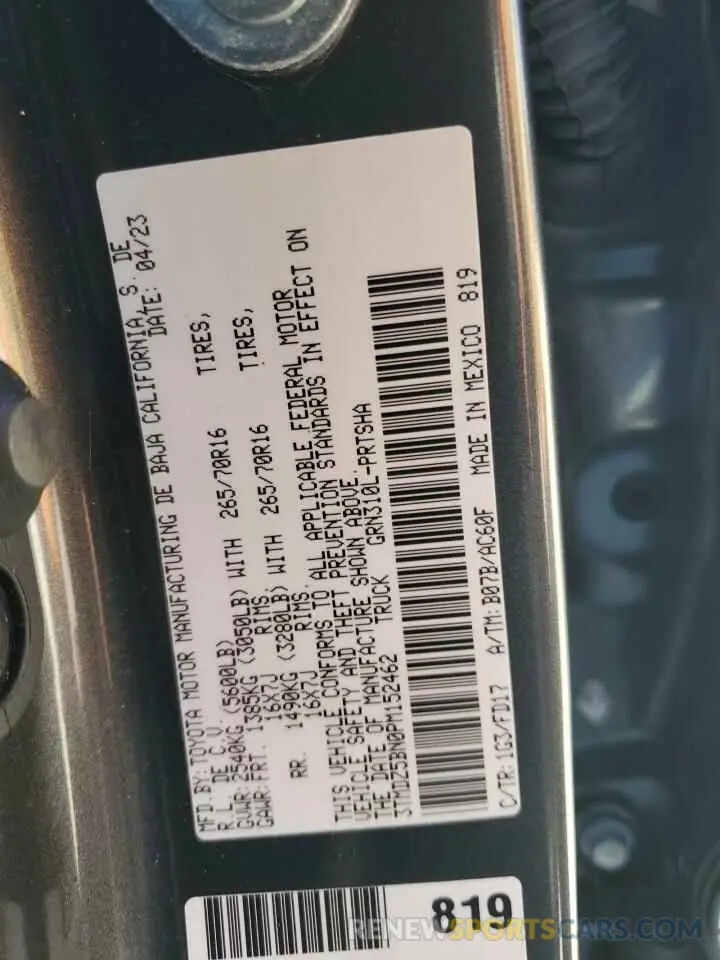 MFD.BY: TOYOTA MOTOR MANUFACTURING DE BAJA CALIFORNIA, S. DE
R.L. DE C.V. DATE: 04/23
GVWR: 2540KG (5600LB)
GAWR: FRT. 1385KG (3050LB) WITH 265/70R16 TIRES,
16X7J RIMS.
RR. 1490KG (3280LB) WITH 265/70R16 TIRES,
16X7J RIMS.
THIS VEHICLE CONFORMS TO ALL APPLICABLE FEDERAL MOTOR
VEHICLE SAFETY AND THEFT PREVENTION STANDARDS IN EFFECT ON
THE DATE OF MANUFACTURE SHOWN ABOVE.
3TMDZ5BN0PM152462 TRUCK GRN310L-PRTSHA
C/TR: 1G3/FD17 A/TM: B07B/AC60F MADE IN MEXICO 819
819
RENEWSPORTSCARS.COM